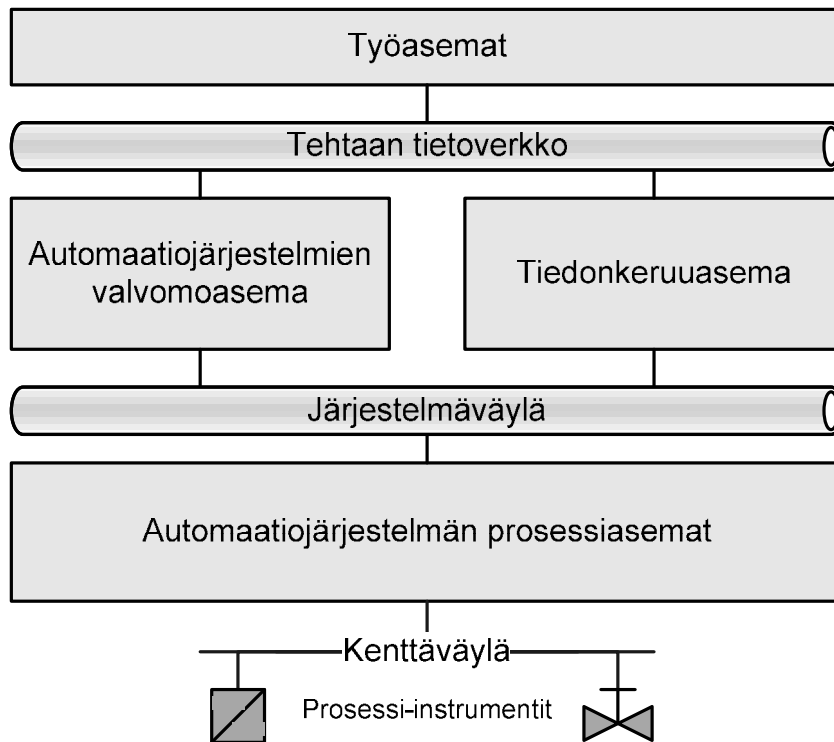 Työasemat
Tehtaan tietoverkko
Automaatiojärjestelmien
valvomoasema
Tiedonkeruuasema
Järjestelmäväylä
Automaatiojärjestelmän prosessiasemat
Kenttäväylä
Prosessi-instrumentit